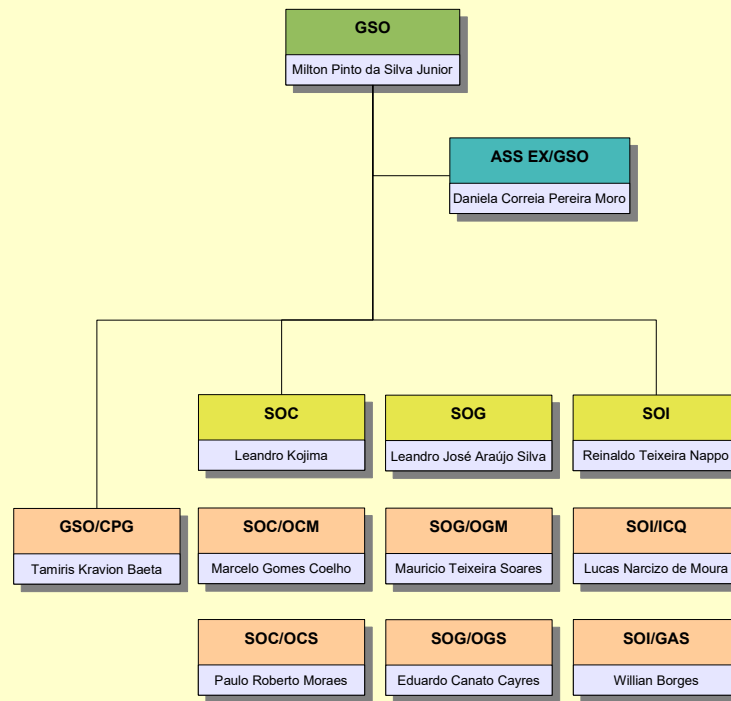 GSO
Milton Pinto da Silva Junior
ASS EX/GSO
Daniela Correia Pereira Moro
SOC
Leandro Kojima
SOG
Leandro José Araújo Silva
SOI
Reinaldo Teixeira Nappo
GSO/CPG
Tamiris Kravion Baeta
SOC/OCM
Marcelo Gomes Coelho
SOG/OGM
Mauricio Teixeira Soares
SOI/ICQ
Lucas Narcizo de Moura
SOC/OCS
Paulo Roberto Moraes
SOG/OGS
Eduardo Canato Cayres
SOI/GAS
Willian Borges